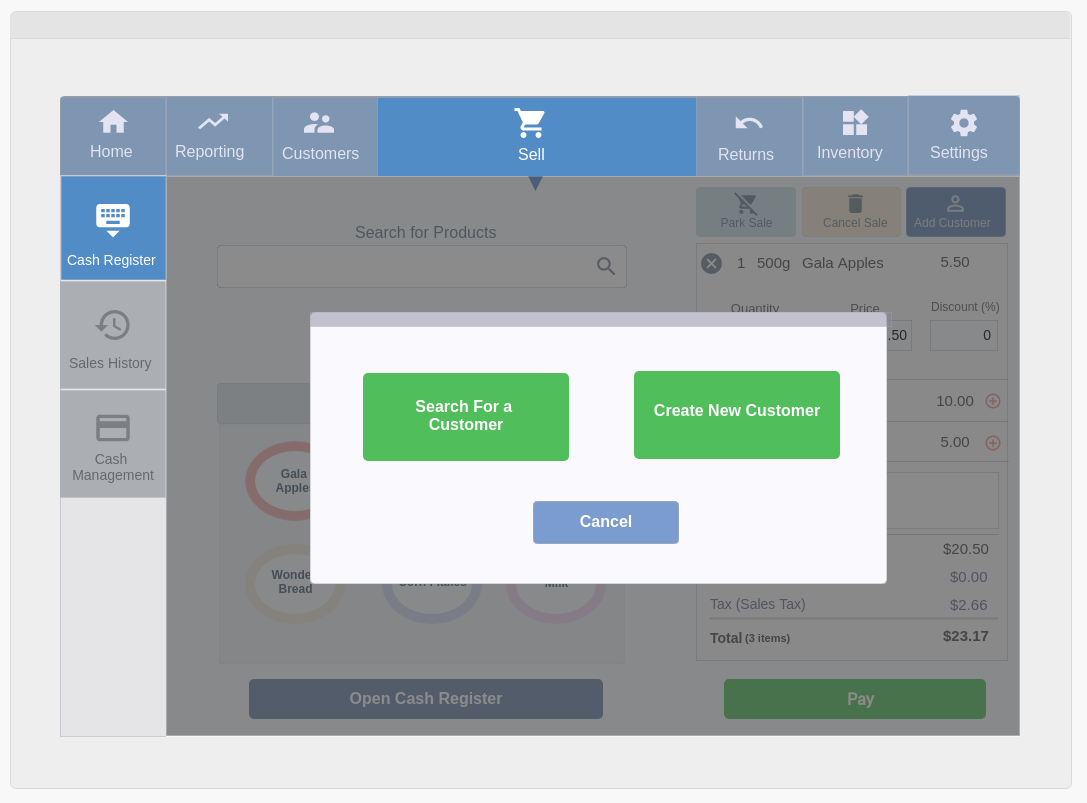 Home
Reporting
Customers
Sell
Returns
Inventory
Settings
Cash Register
Sales History
Cash
Management
Search for Products
Park Sale
Cancel Sale
Add Customer
1 500g Gala Apples 5.50
Quantity Price Discount (%)
.50 0
10.00
5.00
Search For a
Customer
Create New Customer
Cancel
Gala
Apples
Wonder
Bread
Corn Flakes
Milk
$20.50
$0.00
Tax (Sales Tax) $2.66
Total (3 items) $23.17
Open Cash Register
Pay